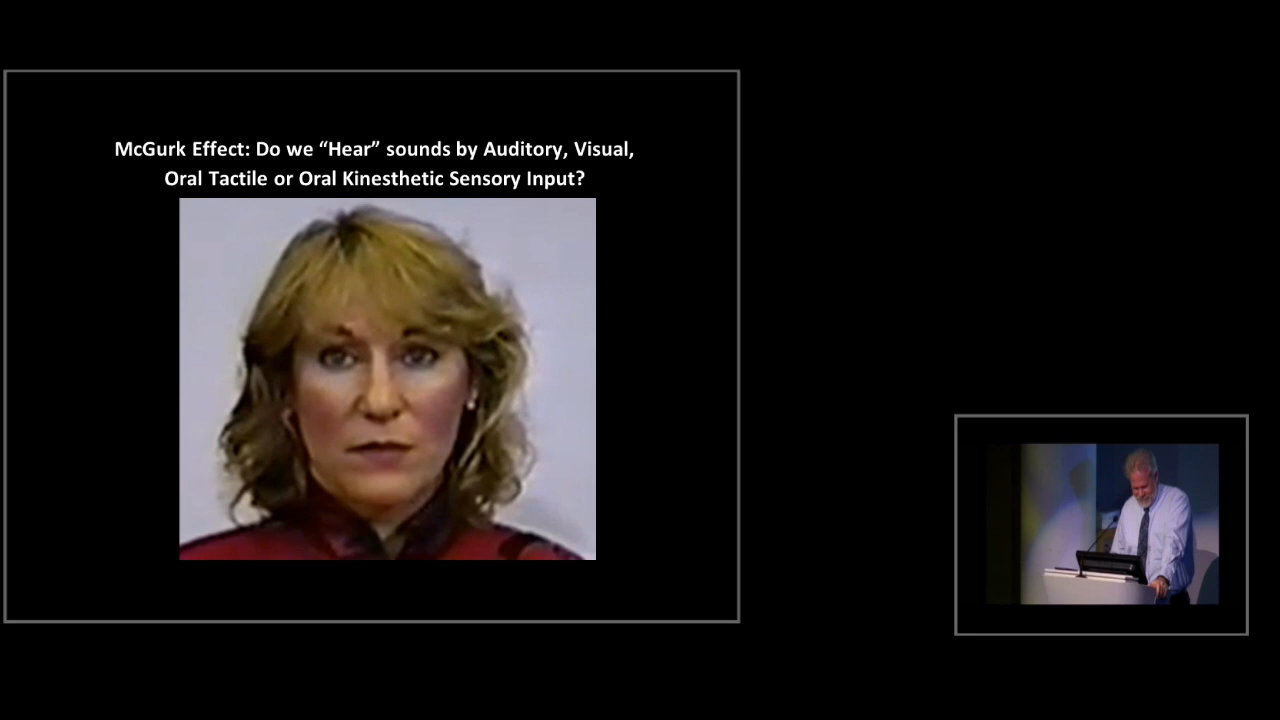 McGurk Effect: Do we “Hear” sounds by Auditory, Visual,
Oral Tactile or Oral Kinesthetic Sensory Input?